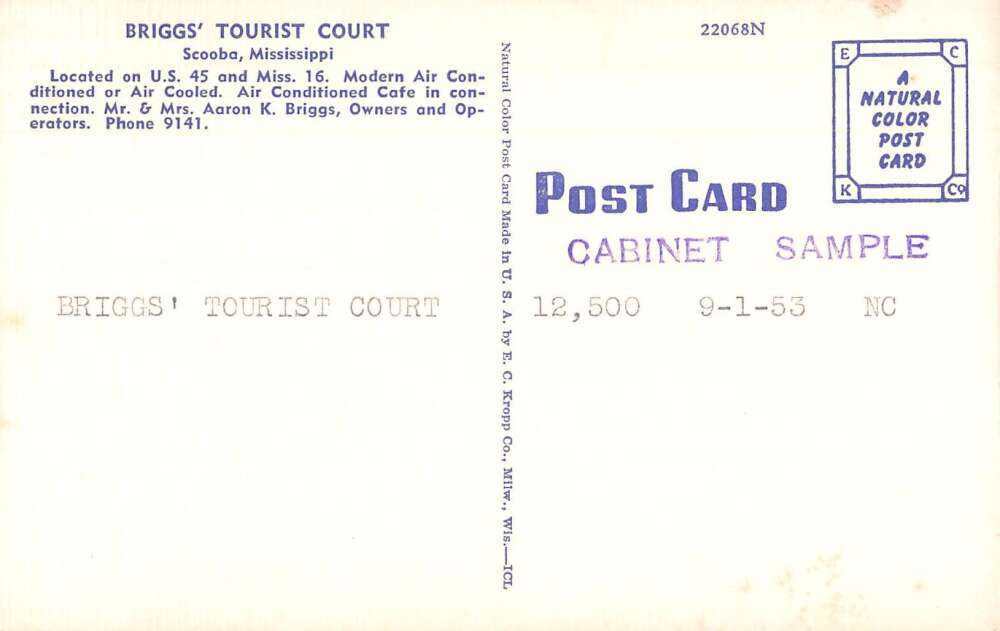 BRIGGS' TOURIST COURT
Scooba, Mississippi
Located on U.S. 45 and Miss. 16. Modern Air Con-
ditioned or Air Cooled. Air Conditioned Cafe in con-
nection. Mr. & Mrs. Aaron K. Briggs, Owners and Op-
erators. Phone 9141.
Natural Color Post Card Made in U. S. A. by E. C. Kropp Co., Milw., Wis.—ICL
22068N
E C
A
NATURAL
COLOR
POST
CARD
K Co
POST CARD
CABINET SAMPLE
BRIGGS' TOURIST COURT 12,500 9-1-53 NC